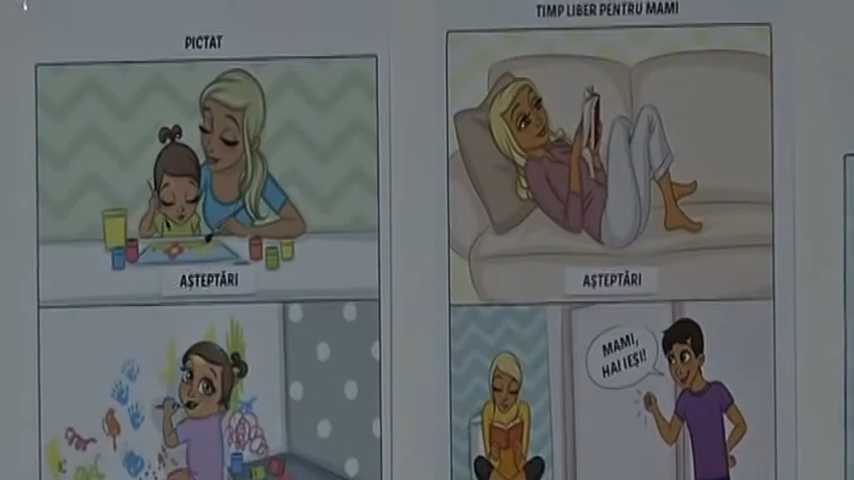 PICTAT
AȘTEPTĂRI
TIMP LIBER PENTRU MAMI
AȘTEPTĂRI
MAMI,
HAI IEȘI!